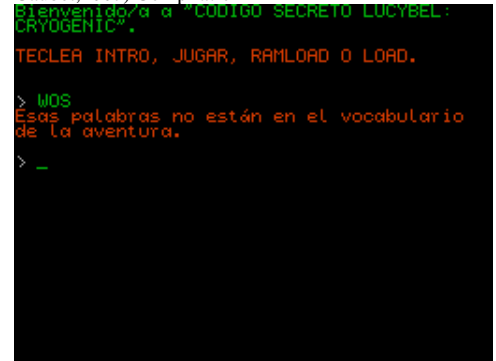 Bienvenido/a a "CODIGO SECRETO LUCYBEL:
CRYOGENIC".
TECLEA INTRO, JUGAR, RAMLOAD O LOAD.
> WOS
Esas palabras no están en el vocabulario
de la aventura.
> _